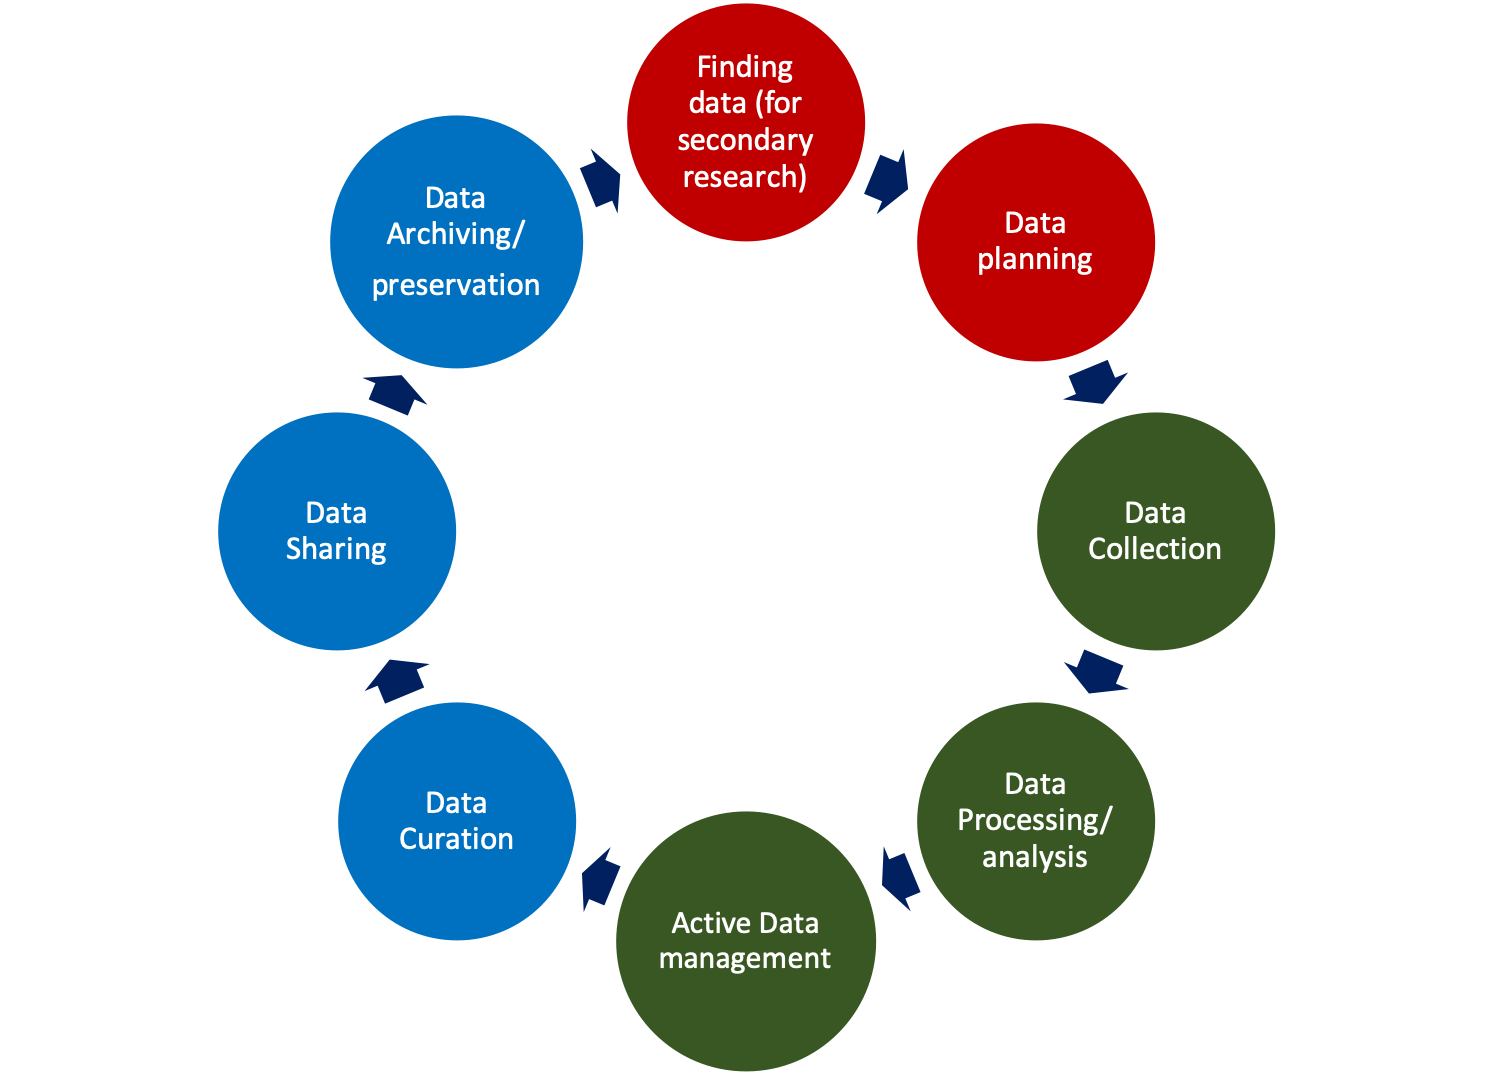 Finding
data (for
secondary
research)
Data
planning
Data
Collection
Data
Processing/
analysis
Active Data
management
Data
Curation
Data
Sharing
Data
Archiving/
preservation